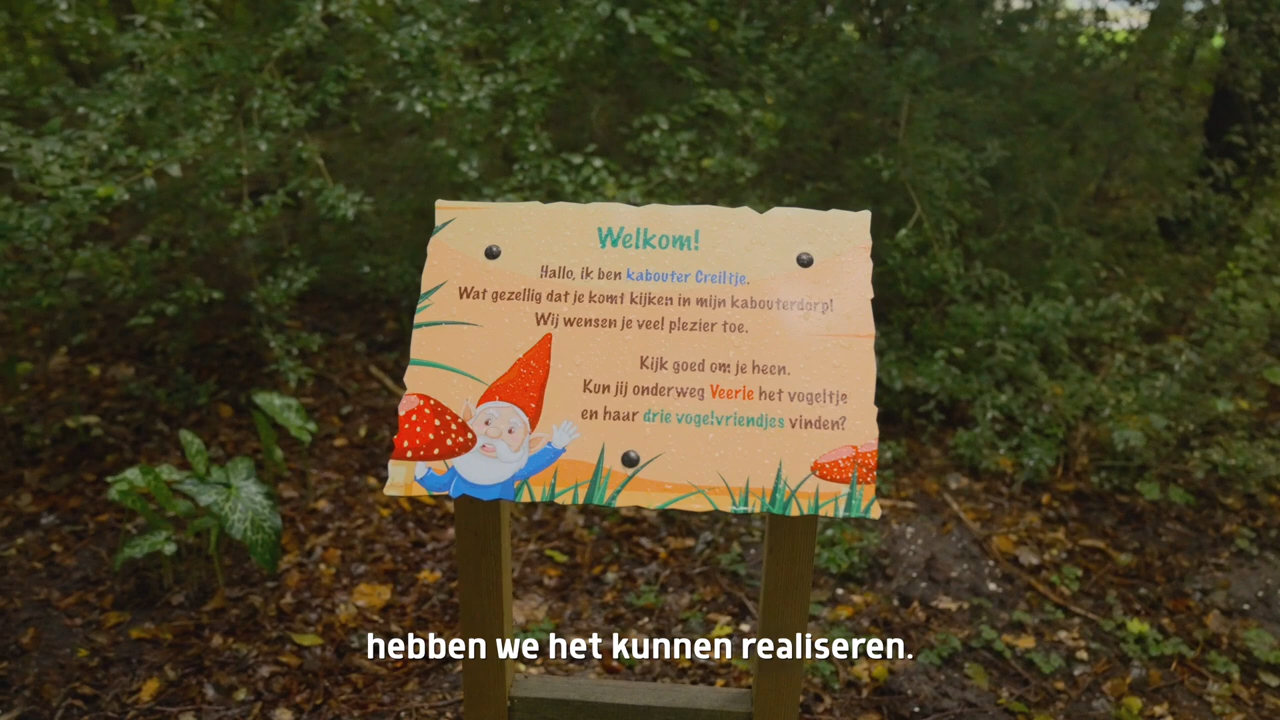 Welkom!
Hallo, ik ben kabouter Creiltje.
Wat gezellig dat je komt kijken in mijn kabouterdorp!
Wij wensen je veel plezier toe.
Kijk goed om je heen.
Kun jij onderweg Veerle het vogeltje
en haar drie vogelvriendjes vinden?
hebben we het kunnen realiseren.